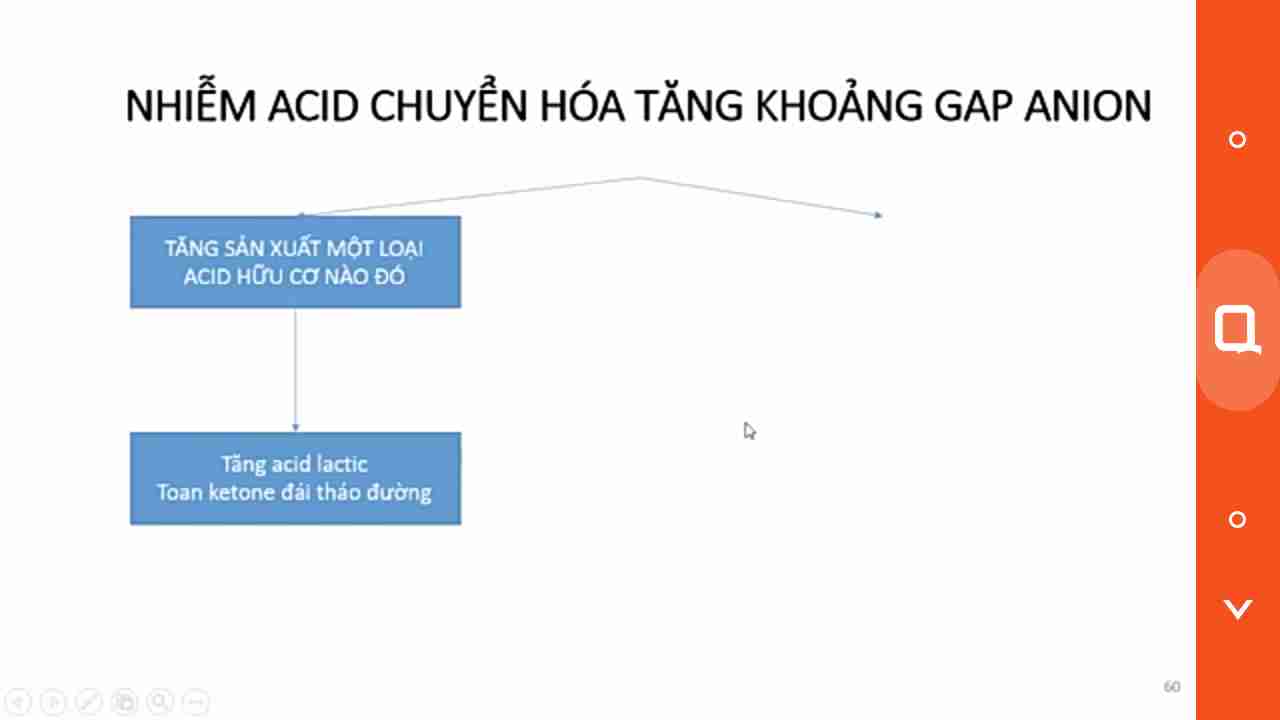 NHIỄM ACID CHUYỂN HÓA TĂNG KHOẢNG GAP ANION
TĂNG SẢN XUẤT MỘT LOẠI
ACID HỮU CƠ NÀO ĐÓ
Tăng acid lactic
Toan ketone đái tháo đường
60